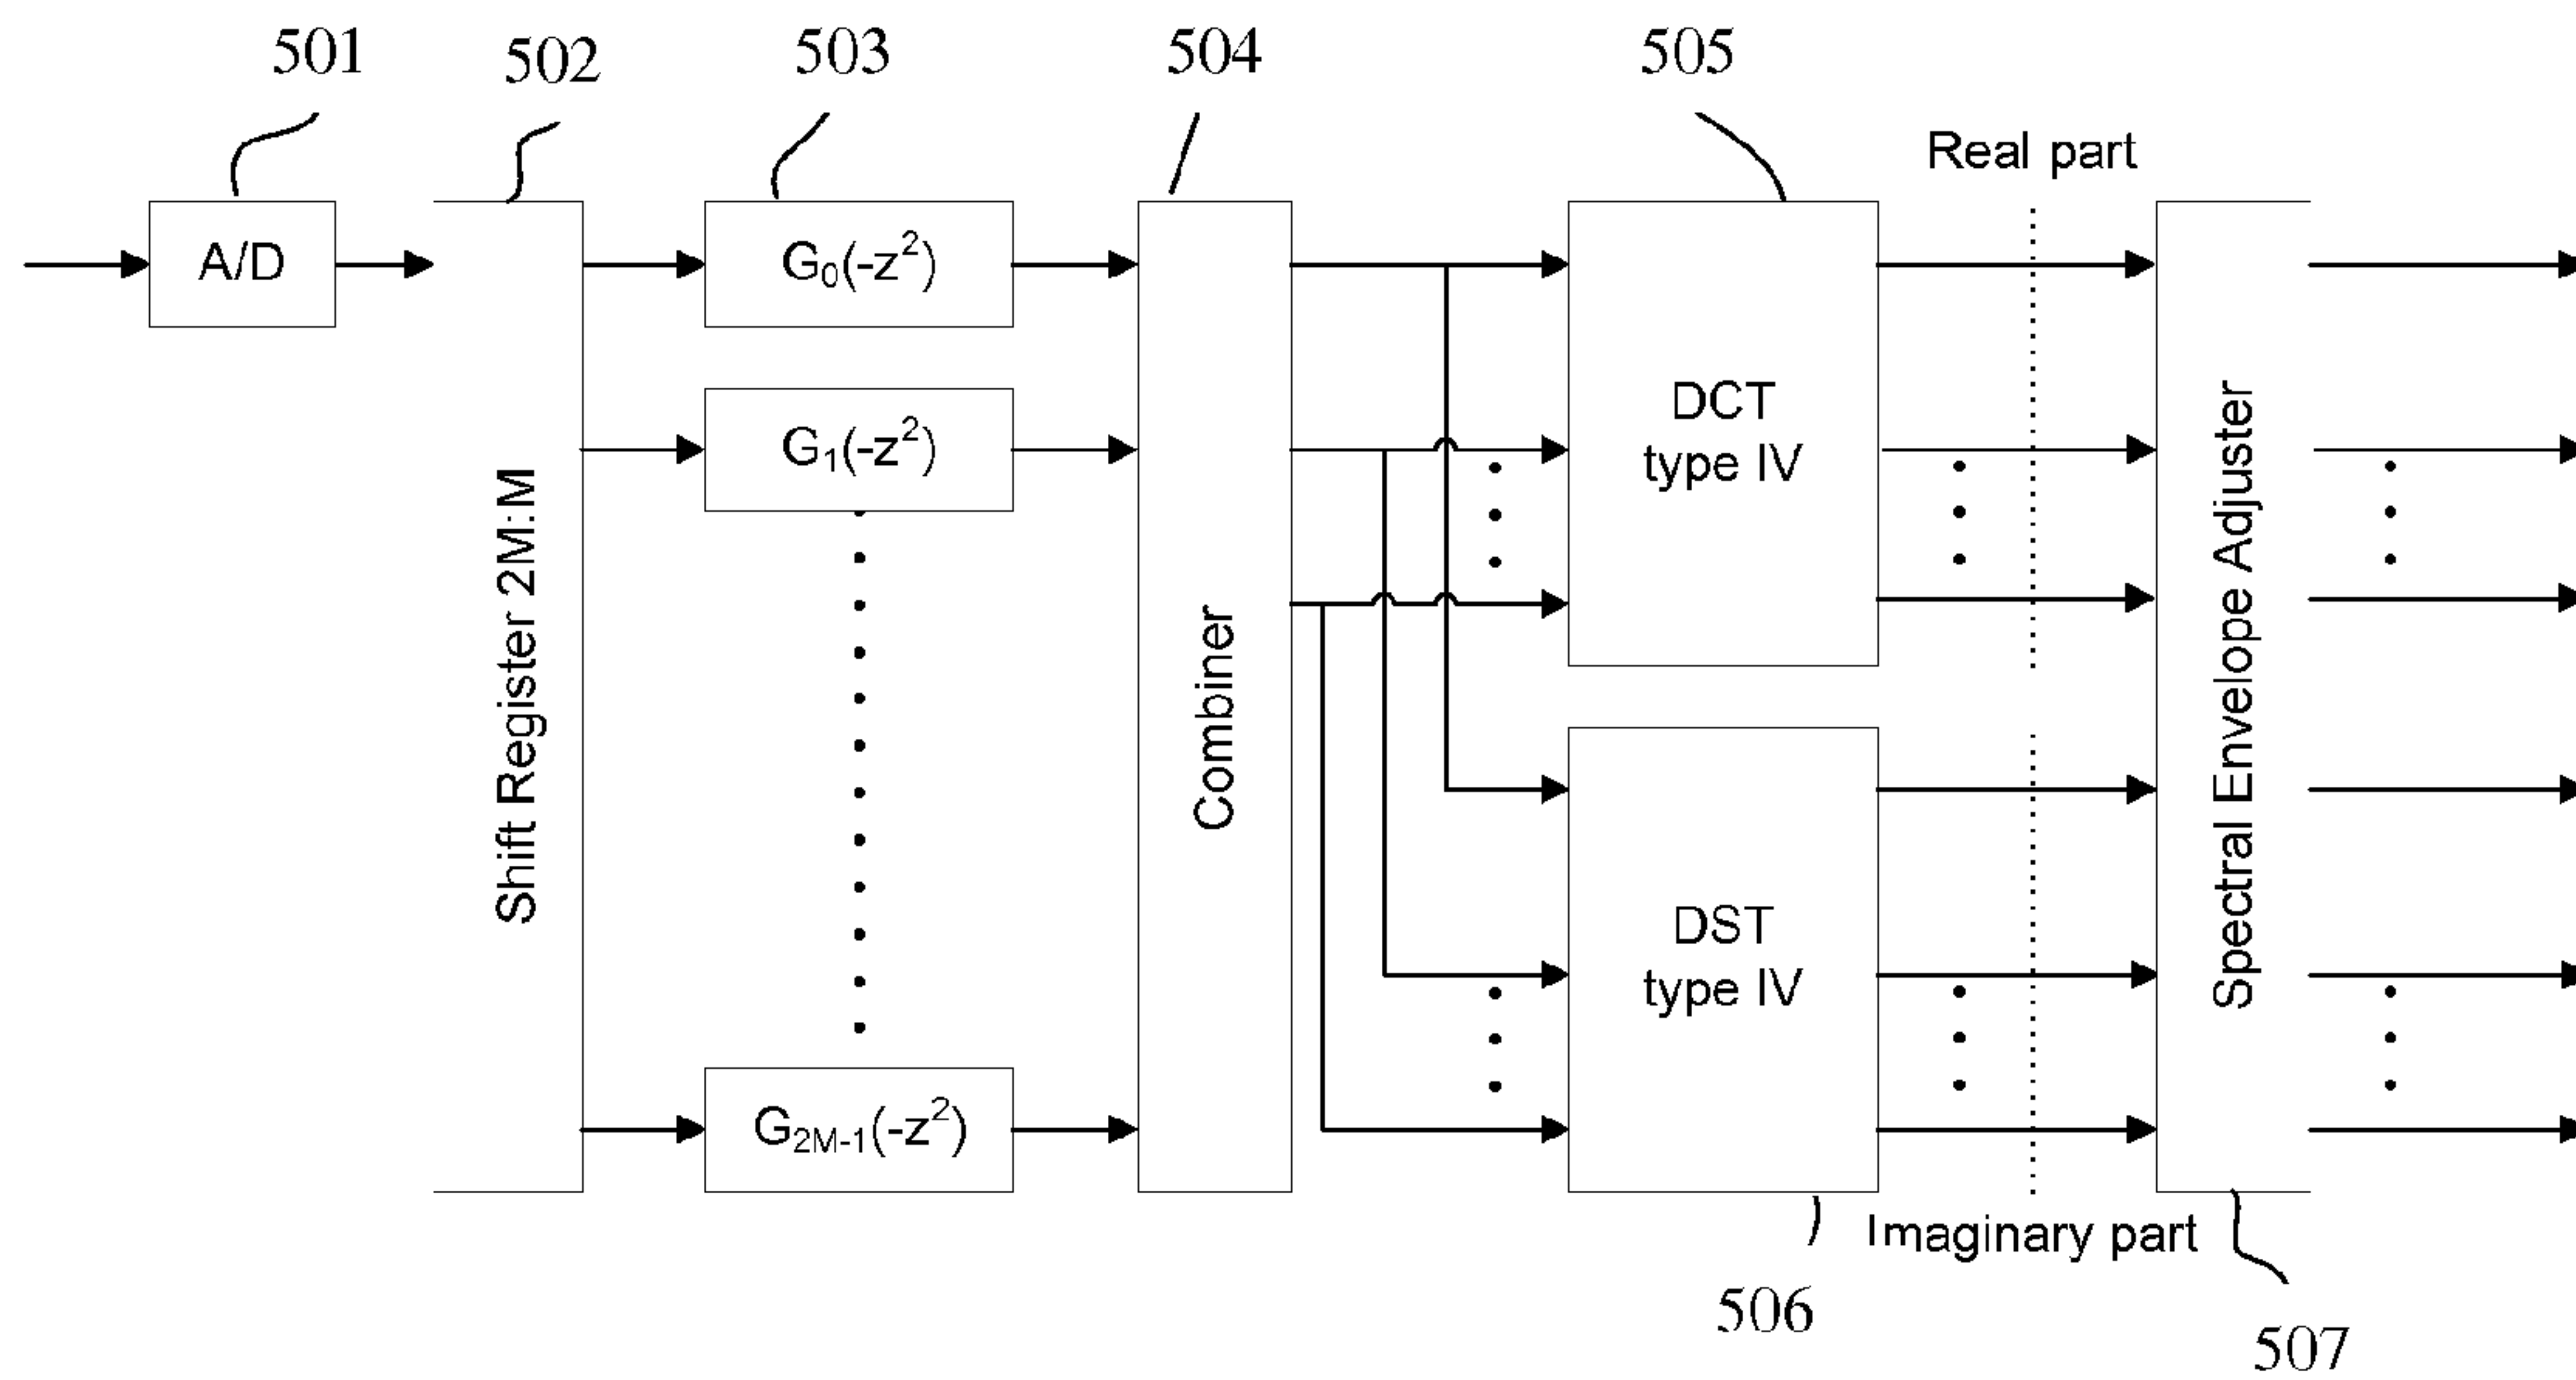 501
502
503
504
505
Real part
A/D
Shift Register 2M:M
G₀(-z²)
G₁(-z²)
G₂ₘ₋₁(-z²)
Combiner
DCT
type IV
DST
type IV
Spectral Envelope Adjuster
Imaginary part
506
507